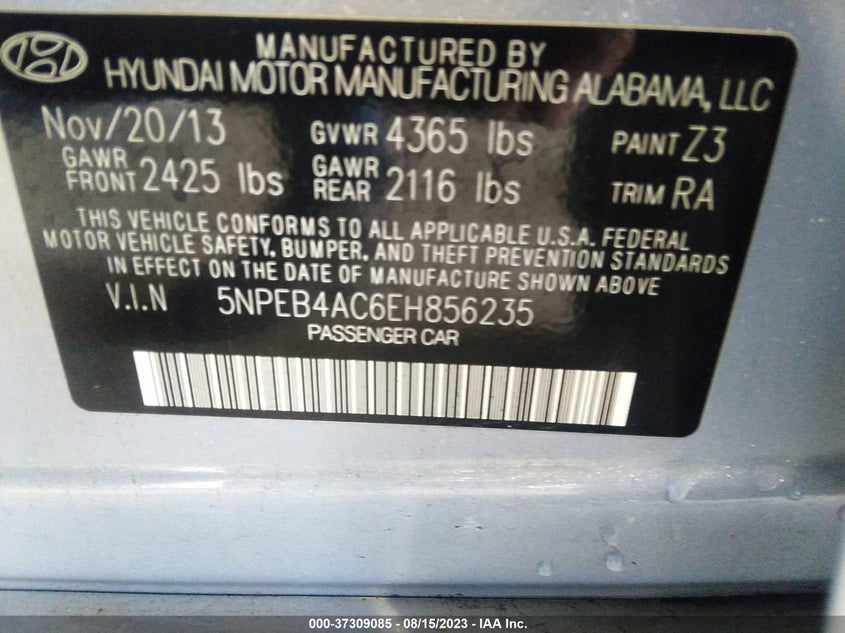 MANUFACTURED BY
HYUNDAI MOTOR MANUFACTURING ALABAMA, LLC
Nov/20/13 GVWR 4365 lbs PAINT Z3
GAWR FRONT 2425 lbs GAWR REAR 2116 lbs TRIM RA
THIS VEHICLE CONFORMS TO ALL APPLICABLE U.S.A. FEDERAL
MOTOR VEHICLE SAFETY, BUMPER, AND THEFT PREVENTION STANDARDS
IN EFFECT ON THE DATE OF MANUFACTURE SHOWN ABOVE
V.I.N 5NPEB4AC6EH856235
PASSENGER CAR
000-37309085 - 08/15/2023 - IAA Inc.